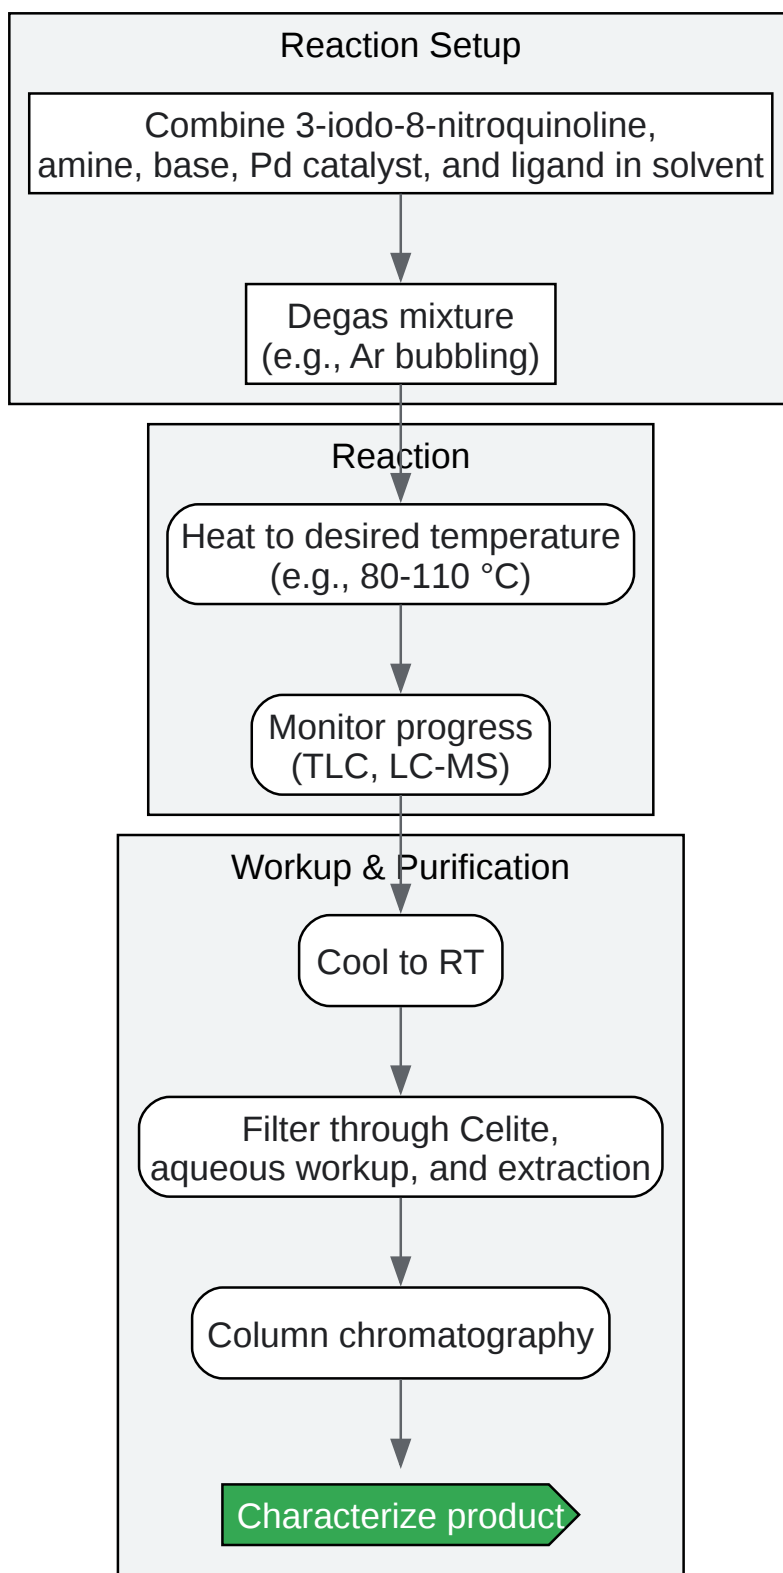 Reaction Setup
Combine 3-iodo-8-nitroquinoline,
amine, base, Pd catalyst, and ligand in solvent
Degas mixture
(e.g., Ar bubbling)
Reaction
Heat to desired temperature
(e.g., 80-110 °C)
Monitor progress
(TLC, LC-MS)
Workup & Purification
Cool to RT
Filter through Celite,
aqueous workup, and extraction
Column chromatography
Characterize product